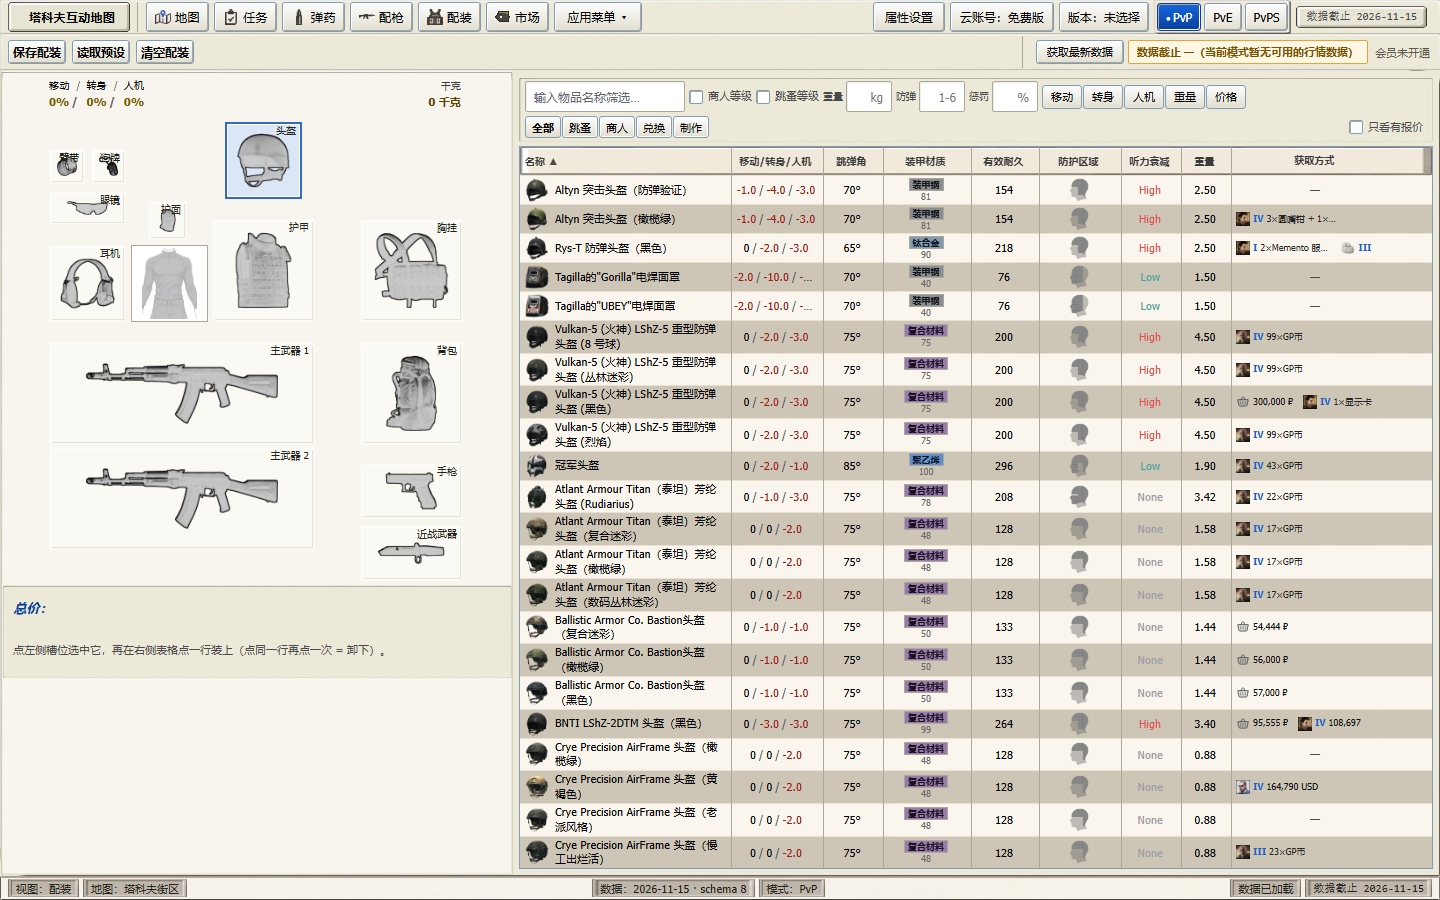 塔科夫互动地图 地图 任务 弹药 配枪 配装 市场 应用菜单 属性设置 云账号：免费版 版本：未选择 PvP PvE PvPS 数据截止 2026-11-15
保存配装 读取预设 清空配装 获取最新数据 数据截止 — (当前模式暂无可用的行情数据) 会员未开通
移动 / 转身 / 人机 千克
0% / 0% / 0% 0 千克
头盔
臂带
眼镜
护面
耳机
护甲
胸挂
主武器 1
背包
主武器 2
手枪
近战武器
总价：
点左侧槽位选中它，再在右侧表格点一行装上（点同一行再点一次 = 卸下）。
输入物品名称筛选... 商人等级 跳蚤等级 重量 kg 防弹 1-6 惩罚 % 移动 转身 人机 重量 价格
全部 跳蚤 商人 兑换 制作 只看有报价
名称 ▲ 移动/转身/人机 跳弹角 装甲材质 有效耐久 防护区域 听力衰减 重量 获取方式
Altyn 突击头盔（防弹验证） -1.0 / -4.0 / -3.0 70° 装甲钢 81 154 High 2.50 —
Altyn 突击头盔（橄榄绿） -1.0 / -4.0 / -3.0 70° 装甲钢 81 154 High 2.50 IV 3×圆嘴钳 + 1×...
Rys-T 防弹头盔（黑色） 0 / -2.0 / -3.0 65° 钛合金 90 218 High 2.50 I 2×Memento 服... III
Tagilla的"Gorilla"电焊面罩 -2.0 / -10.0 / -... 70° 装甲钢 40 76 Low 1.50 —
Tagilla的"UBEY"电焊面罩 -2.0 / -10.0 / -... 70° 装甲钢 40 76 Low 1.50 —
Vulkan-5 (火神) LShZ-5 重型防弹头盔 (8 号球) 0 / -2.0 / -3.0 75° 复合材料 75 200 High 4.50 IV 99×GP币
Vulkan-5 (火神) LShZ-5 重型防弹头盔 (丛林迷彩) 0 / -2.0 / -3.0 75° 复合材料 75 200 High 4.50 IV 99×GP币
Vulkan-5 (火神) LShZ-5 重型防弹头盔 (黑色) 0 / -2.0 / -3.0 75° 复合材料 75 200 High 4.50 300,000 ₽ IV 1×显示卡
Vulkan-5 (火神) LShZ-5 重型防弹头盔 (烈焰) 0 / -2.0 / -3.0 75° 复合材料 75 200 High 4.50 IV 99×GP币
冠军头盔 0 / -2.0 / -1.0 85° 聚乙烯 100 296 Low 1.90 IV 43×GP币
Atlant Armour Titan（泰坦）芳纶头盔 (Rudiarius) 0 / -1.0 / -3.0 75° 复合材料 78 208 None 3.42 IV 22×GP币
Atlant Armour Titan（泰坦）芳纶头盔（复合迷彩） 0 / 0 / -2.0 75° 复合材料 48 128 None 1.58 IV 17×GP币
Atlant Armour Titan（泰坦）芳纶头盔（橄榄绿） 0 / 0 / -2.0 75° 复合材料 48 128 None 1.58 IV 17×GP币
Atlant Armour Titan（泰坦）芳纶头盔（数码丛林迷彩） 0 / 0 / -2.0 75° 复合材料 48 128 None 1.58 IV 17×GP币
Ballistic Armor Co. Bastion头盔（复合迷彩） 0 / -1.0 / -1.0 75° 复合材料 50 133 None 1.44 54,444 ₽
Ballistic Armor Co. Bastion头盔（橄榄绿） 0 / -1.0 / -1.0 75° 复合材料 50 133 None 1.44 56,000 ₽
Ballistic Armor Co. Bastion头盔（黑色） 0 / -1.0 / -1.0 75° 复合材料 50 133 None 1.44 57,000 ₽
BNTI LShZ-2DTM 头盔（黑色） 0 / -3.0 / -3.0 75° 复合材料 99 264 High 3.40 95,555 ₽ IV 108,697
Crye Precision AirFrame 头盔（橄榄绿） 0 / 0 / -2.0 75° 复合材料 48 128 None 0.88 —
Crye Precision AirFrame 头盔（黄褐色） 0 / 0 / -2.0 75° 复合材料 48 128 None 0.88 IV 164,790 USD
Crye Precision AirFrame 头盔（老派风格） 0 / 0 / -2.0 75° 复合材料 48 128 None 0.88 —
Crye Precision AirFrame 头盔（慢工出烂活） 0 / 0 / -2.0 75° 复合材料 48 128 None 0.88 III 23×GP币
视图：配装 地图：塔科夫街区 数据：2026-11-15 · schema 8 模式：PvP 数据已加载 数据截止 2026-11-15